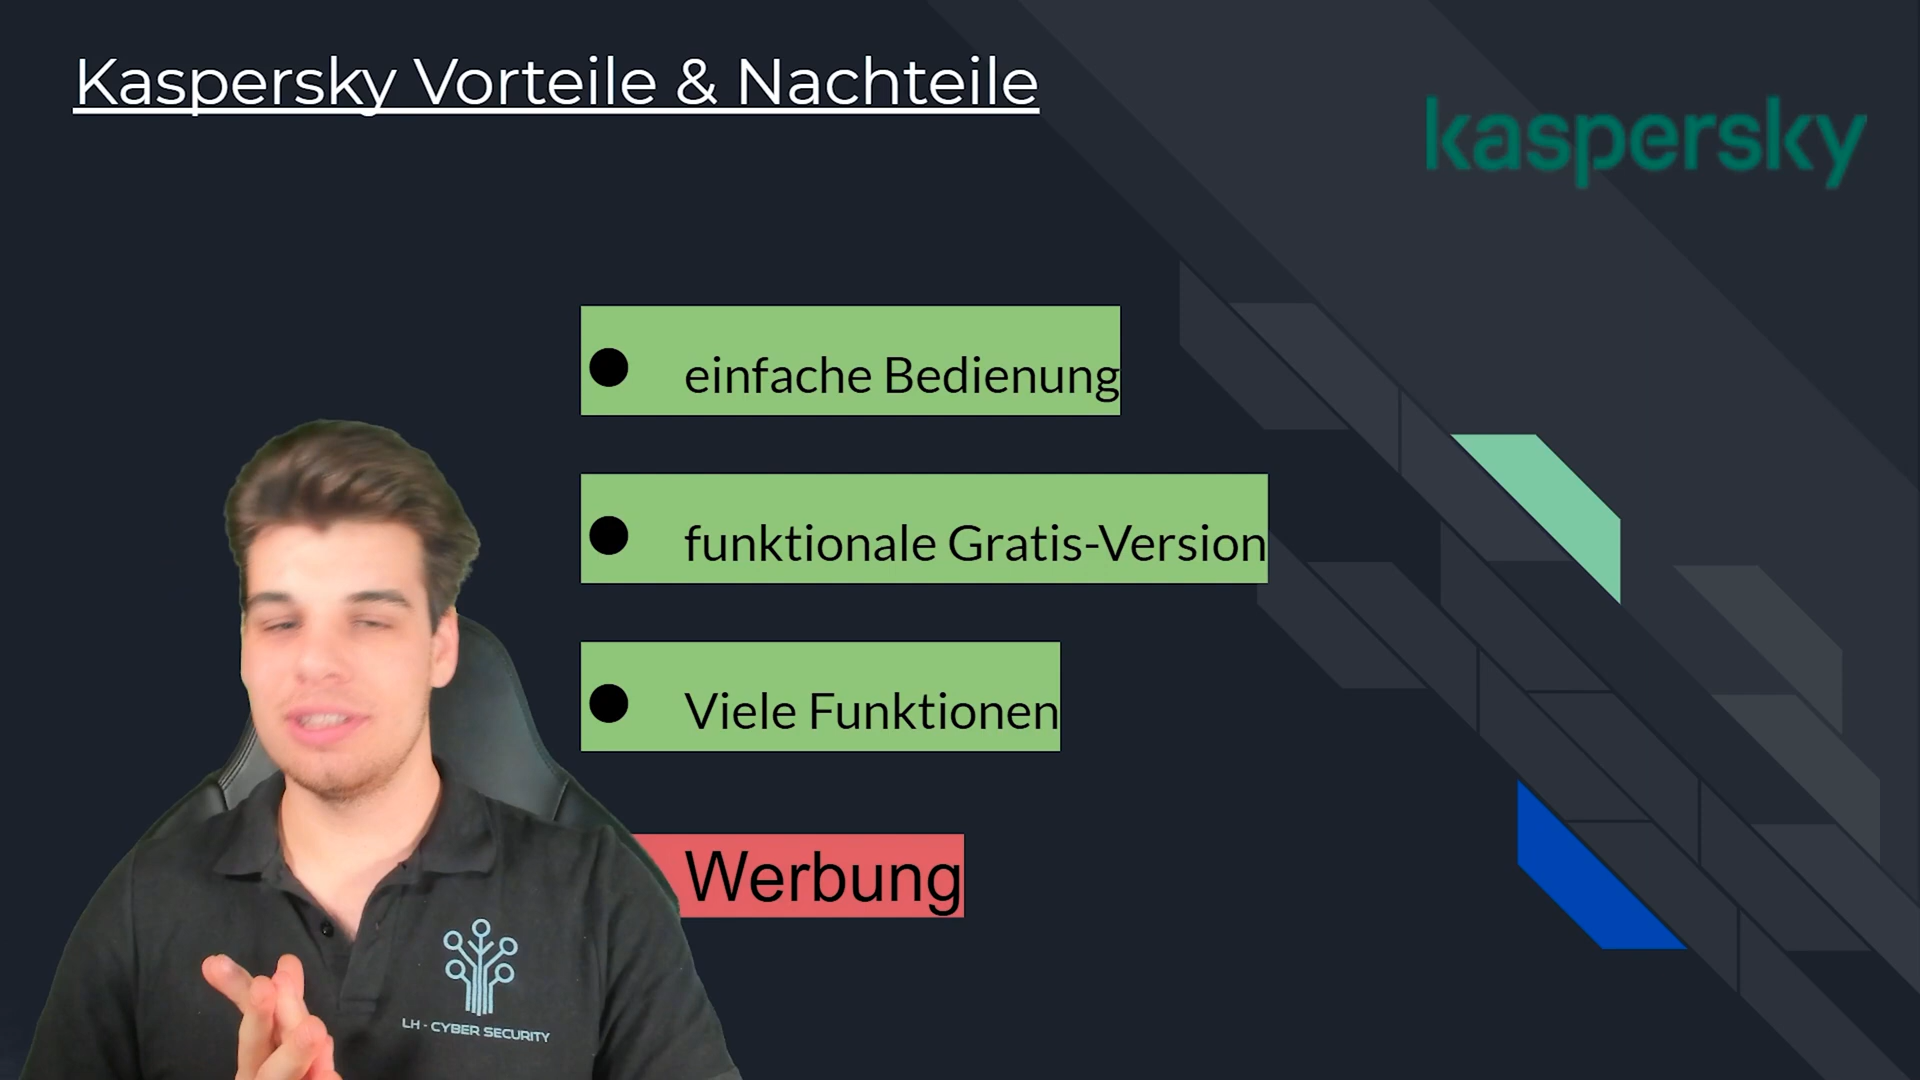 Kaspersky Vorteile & Nachteile
kaspersky
einfache Bedienung
funktionale Gratis-Version
Viele Funktionen
Werbung
LH - CYBER SECURITY